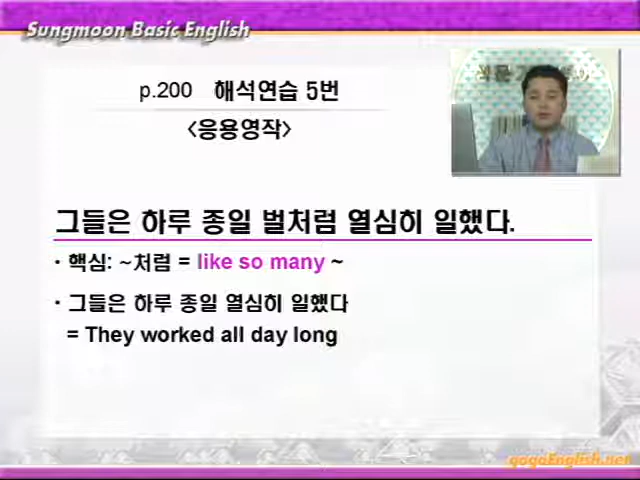 Sungmoon Basic English
p.200 해석연습 5번
<응용영작>
그들은 하루 종일 벌처럼 열심히 일했다.
· 핵심: ~처럼 = like so many ~
· 그들은 하루 종일 열심히 일했다
= They worked all day long
gogoEnglish.net